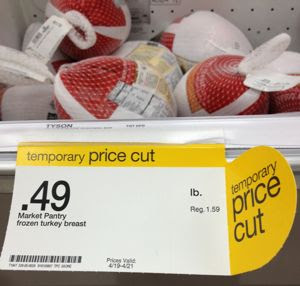 TYSON
temporary price cut
.49
lb.
Reg. 1.59
Market Pantry
frozen turkey breast
Prices Valid:
4/19-4/21
temporary
price
cut